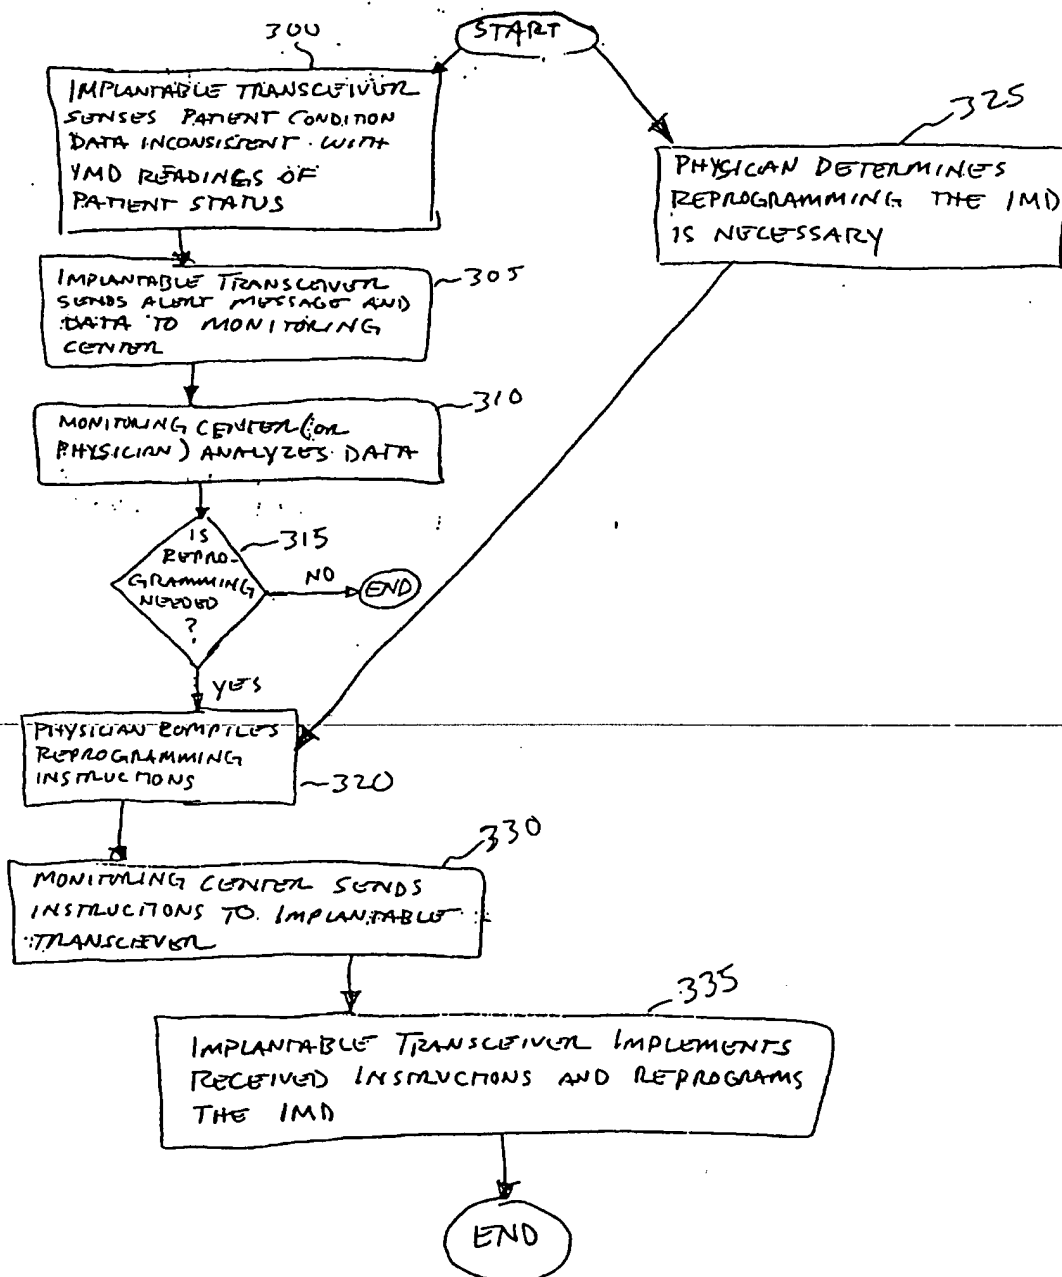 START
300
IMPLANTABLE TRANSCEIVER
SENSES PATIENT CONDITION
DATA INCONSISTENT WITH
YMD READINGS OF
PATIENT STATUS
325
PHYSICAN DETERMINES
REPROGRAMMING THE IMD
IS NECESSARY
305
IMPLANTABLE TRANSCEIVER
SENDS ALERT MESSAGE AND
DATA TO MONITORING
CENTER
310
MONITORING CENTER (OR
PHYSICIAN) ANALYZES DATA
315
IS
REPRO-
GRAMMING
NEEDED
?
NO
END
YES
PHYSICIAN COMPILES
REPROGRAMMING
INSTRUCTIONS
320
330
MONITORING CENTER SENDS
INSTRUCTIONS TO IMPLANTABLE
TRANSCIEVER
335
IMPLANTABLE TRANSCEIVER IMPLEMENTS
RECEIVED INSTRUCTIONS AND REPROGRAMS
THE IMD
END